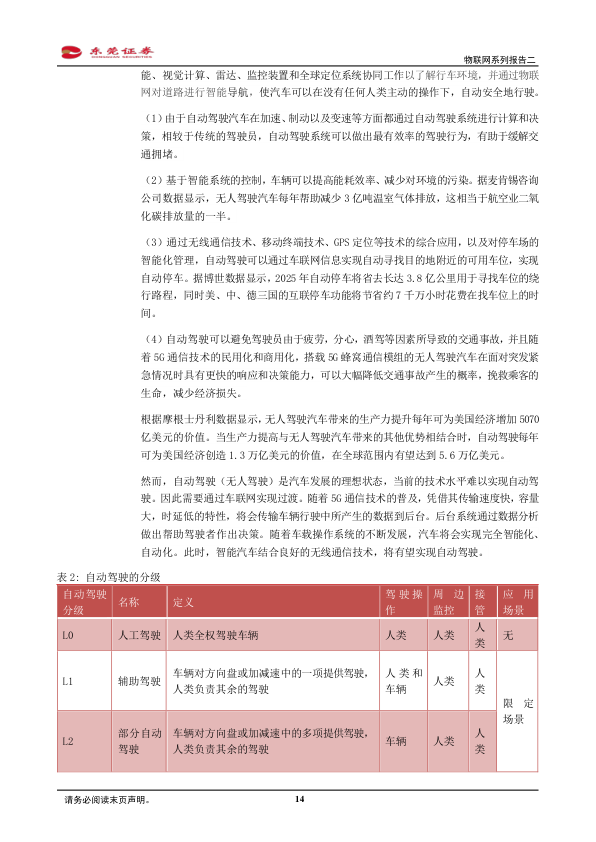 东莞证券
DONGGUAN SECURITIES
物联网系列报告二
能、视觉计算、雷达、监控装置和全球定位系统协同工作以了解行车环境，并通过物联
网对道路进行智能导航，使汽车可以在没有任何人类主动的操作下，自动安全地行驶。
（1）由于自动驾驶汽车在加速、制动以及变速等方面都通过自动驾驶系统进行计算和决
策，相较于传统的驾驶员，自动驾驶系统可以做出最有效率的驾驶行为，有助于缓解交
通拥堵。
（2）基于智能系统的控制，车辆可以提高能耗效率、减少对环境的污染。据麦肯锡咨询
公司数据显示，无人驾驶汽车每年帮助减少 3 亿吨温室气体排放，这相当于航空业二氧
化碳排放量的一半。
（3）通过无线通信技术、移动终端技术、GPS 定位等技术的综合应用，以及对停车场的
智能化管理，自动驾驶可以通过车联网信息实现自动寻找目的地附近的可用车位，实现
自动停车。据博世数据显示，2025 年自动停车将省去长达 3.8 亿公里用于寻找车位的绕
行路程，同时美、中、德三国的互联停车功能将节省约 7 千万小时花费在找车位上的时
间。
（4）自动驾驶可以避免驾驶员由于疲劳，分心，酒驾等因素所导致的交通事故，并且随
着 5G 通信技术的民用化和商用化，搭载 5G 蜂窝通信模组的无人驾驶汽车在面对突发紧
急情况时具有更快的响应和决策能力，可以大幅降低交通事故产生的概率，挽救乘客的
生命，减少经济损失。
根据摩根士丹利数据显示，无人驾驶汽车带来的生产力提升每年可为美国经济增加 5070
亿美元的价值。当生产力提高与无人驾驶汽车带来的其他优势相结合时，自动驾驶每年
可为美国经济创造 1.3 万亿美元的价值，在全球范围内有望达到 5.6 万亿美元。
然而，自动驾驶（无人驾驶）是汽车发展的理想状态，当前的技术水平难以实现自动驾
驶。因此需要通过车联网实现过渡。随着 5G 通信技术的普及，凭借其传输速度快，容量
大，时延低的特性，将会传输车辆行驶中所产生的数据到后台。后台系统通过数据分析
做出帮助驾驶者作出决策。随着车载操作系统的不断发展，汽车将会实现完全智能化、
自动化。此时，智能汽车结合良好的无线通信技术，将有望实现自动驾驶。
表 2：自动驾驶的分级
自动驾驶分级 名称 定义 驾驶操作 周边监控 接管 应用场景
L0 人工驾驶 人类全权驾驶车辆 人类 人类 人类 无
L1 辅助驾驶 车辆对方向盘或加减速中的一项提供驾驶，人类负责其余的驾驶 人类和车辆 人类 人类 限定场景
L2 部分自动驾驶 车辆对方向盘或加减速中的多项提供驾驶，人类负责其余的驾驶 车辆 人类 人类
请务必阅读末页声明。
14